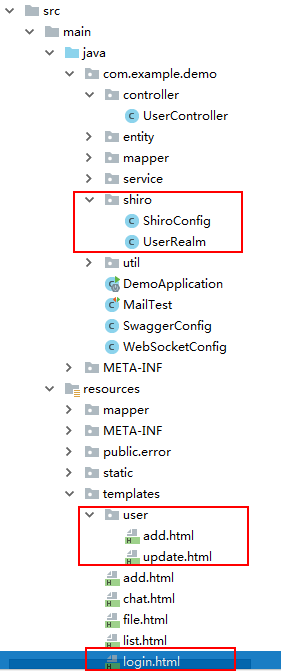 src
main
java
com.example.demo
controller
UserController
entity
mapper
service
shiro
ShiroConfig
UserRealm
util
DemoApplication
MailTest
SwaggerConfig
WebSocketConfig
META-INF
resources
mapper
META-INF
public.error
static
templates
user
add.html
update.html
add.html
chat.html
file.html
list.html
login.html